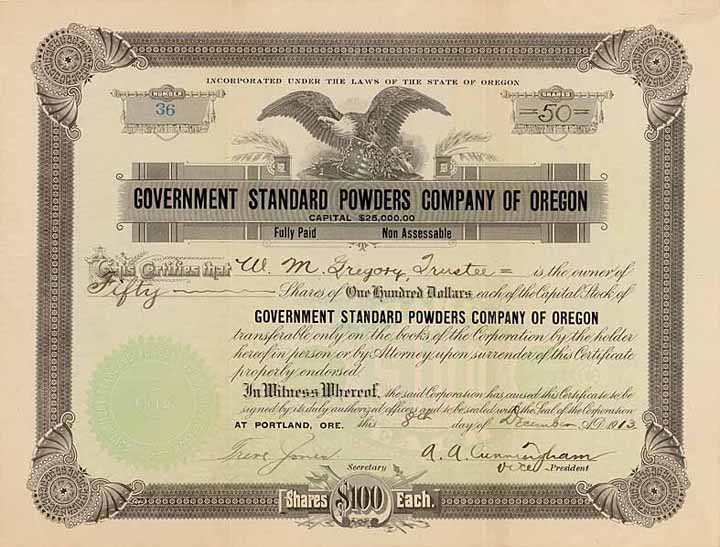 INCORPORATED UNDER THE LAWS OF THE STATE OF OREGON
NUMBER
36
SHARES
50
GOVERNMENT STANDARD POWDERS COMPANY OF OREGON
CAPITAL $25,000.00
Fully Paid Non Assessable
This Certifies that W. M. Gregory, Trustee is the owner of
Fifty Shares of One Hundred Dollars each of the Capital Stock of
GOVERNMENT STANDARD POWDERS COMPANY OF OREGON
transferable only on the books of the Corporation by the holder
hereof in person or by Attorney upon surrender of this Certificate
properly endorsed.
In Witness Whereof, the said Corporation has caused this Certificate to be
signed by its duly authorized officers and to be sealed with the Seal of the Corporation
AT PORTLAND, ORE. this 8th day of December A.D. 1913
Jones A. A. Cunningham
Secretary vice President
Shares $100 Each.